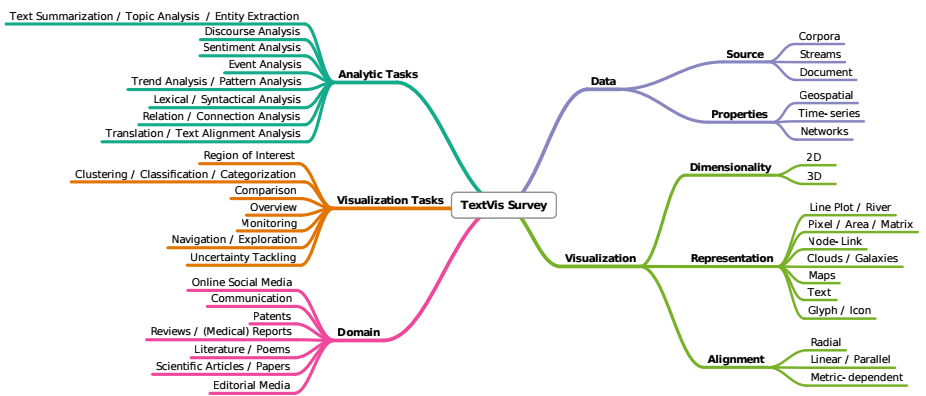 Text Summarization / Topic Analysis / Entity Extraction
Discourse Analysis
Sentiment Analysis
Event Analysis
Trend Analysis / Pattern Analysis
Lexical / Syntactical Analysis
Relation / Connection Analysis
Translation / Text Alignment Analysis
Analytic Tasks
Region of Interest
Clustering / Classification / Categorization
Comparison
Overview
Monitoring
Navigation / Exploration
Uncertainty Tackling
Visualization Tasks
Online Social Media
Communication
Patents
Reviews / (Medical) Reports
Literature / Poems
Scientific Articles / Papers
Editorial Media
Domain
TextVis Survey
Data
Source
Corpora
Streams
Document
Properties
Geospatial
Time-series
Networks
Visualization
Dimensionality
2D
3D
Representation
Line Plot / River
Pixel / Area / Matrix
Node-Link
Clouds / Galaxies
Maps
Text
Glyph / Icon
Alignment
Radial
Linear / Parallel
Metric-dependent